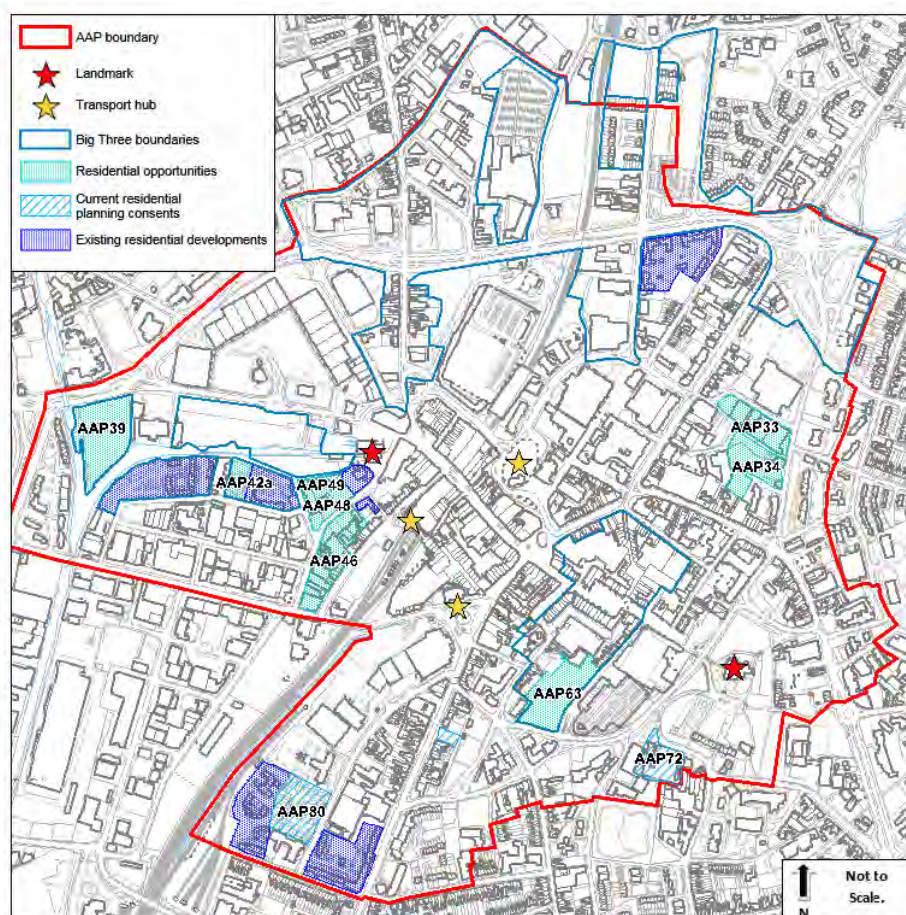 AAP boundary
Landmark
Transport hub
Big Three boundaries
Residential opportunities
Current residential
planning consents
Existing residential developments
AAP39
AAP33
AAP34
AAP42a
AAP49
AAP48
AAP46
AAP63
AAP72
AAP80
Not to
Scale.
N